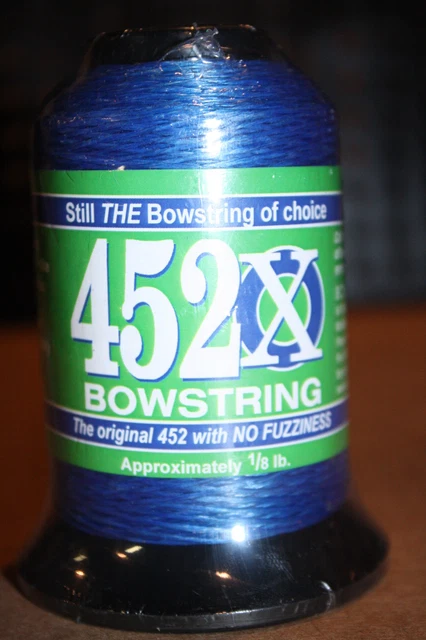 Still THE Bowstring of choice
452X
BOWSTRING
The original 452 with NO FUZZINESS
Approximately 1/8 lb.